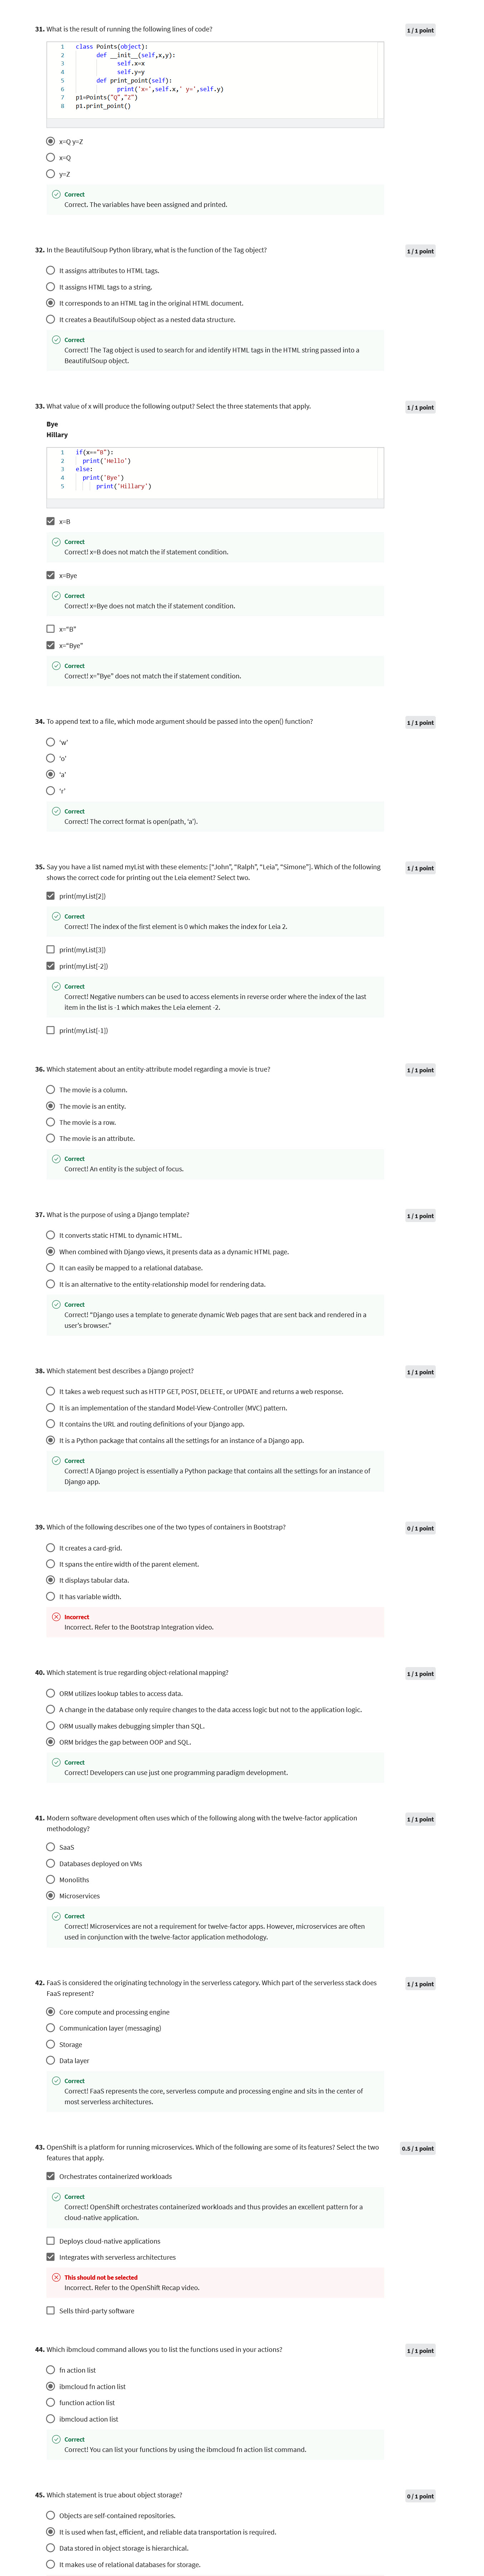 31. What is the result of running the following lines of code?
1 / 1 point
1 class Points(object):
2 def __init__(self,x,y):
3 self.x=x
4 self.y=y
5 def print_point(self):
6 print('x=',self.x,' y=',self.y)
7 p1=Points("Q","Z")
8 p1.print_point()
x=Q y=Z
x=Q
y=Z
Correct
Correct. The variables have been assigned and printed.
32. In the BeautifulSoup Python library, what is the function of the Tag object?
1 / 1 point
It assigns attributes to HTML tags.
It assigns HTML tags to a string.
It corresponds to an HTML tag in the original HTML document.
It creates a BeautifulSoup object as a nested data structure.
Correct
Correct! The Tag object is used to search for and identify HTML tags in the HTML string passed into a
BeautifulSoup object.
33. What value of x will produce the following output? Select the three statements that apply.
1 / 1 point
Bye
Hillary
1 if(x=="B"):
2 print('Hello')
3 else:
4 print('Bye')
5 print('Hillary')
x=B
Correct
Correct! x=B does not match the if statement condition.
x=Bye
Correct
Correct! x=Bye does not match the if statement condition.
x="B"
x="Bye"
Correct
Correct! x="Bye" does not match the if statement condition.
34. To append text to a file, which mode argument should be passed into the open() function?
1 / 1 point
'w'
'o'
'a'
'r'
Correct
Correct! The correct format is open(path, 'a').
35. Say you have a list named myList with these elements: ["John", "Ralph", "Leia", "Simone"]. Which of the following
shows the correct code for printing out the Leia element? Select two.
1 / 1 point
print(myList[2])
Correct
Correct! The index of the first element is 0 which makes the index for Leia 2.
print(myList[3])
print(myList[-2])
Correct
Correct! Negative numbers can be used to access elements in reverse order where the index of the last
item in the list is -1 which makes the Leia element -2.
print(myList[-1])
36. Which statement about an entity-attribute model regarding a movie is true?
1 / 1 point
The movie is a column.
The movie is an entity.
The movie is a row.
The movie is an attribute.
Correct
Correct! An entity is the subject of focus.
37. What is the purpose of using a Django template?
1 / 1 point
It converts static HTML to dynamic HTML.
When combined with Django views, it presents data as a dynamic HTML page.
It can easily be mapped to a relational database.
It is an alternative to the entity-relationship model for rendering data.
Correct
Correct! "Django uses a template to generate dynamic Web pages that are sent back and rendered in a
user's browser."
38. Which statement best describes a Django project?
1 / 1 point
It takes a web request such as HTTP GET, POST, DELETE, or UPDATE and returns a web response.
It is an implementation of the standard Model-View-Controller (MVC) pattern.
It contains the URL and routing definitions of your Django app.
It is a Python package that contains all the settings for an instance of a Django app.
Correct
Correct! A Django project is essentially a Python package that contains all the settings for an instance of
Django app.
39. Which of the following describes one of the two types of containers in Bootstrap?
0 / 1 point
It creates a card-grid.
It spans the entire width of the parent element.
It displays tabular data.
It has variable width.
Incorrect
Incorrect. Refer to the Bootstrap Integration video.
40. Which statement is true regarding object-relational mapping?
1 / 1 point
ORM utilizes lookup tables to access data.
A change in the database only require changes to the data access logic but not to the application logic.
ORM usually makes debugging simpler than SQL.
ORM bridges the gap between OOP and SQL.
Correct
Correct! Developers can use just one programming paradigm development.
41. Modern software development often uses which of the following along with the twelve-factor application
methodology?
1 / 1 point
SaaS
Databases deployed on VMs
Monoliths
Microservices
Correct
Correct! Microservices are not a requirement for twelve-factor apps. However, microservices are often
used in conjunction with the twelve-factor application methodology.
42. FaaS is considered the originating technology in the serverless category. Which part of the serverless stack does
FaaS represent?
1 / 1 point
Core compute and processing engine
Communication layer (messaging)
Storage
Data layer
Correct
Correct! FaaS represents the core, serverless compute and processing engine and sits in the center of
most serverless architectures.
43. OpenShift is a platform for running microservices. Which of the following are some of its features? Select the two
features that apply.
0.5 / 1 point
Orchestrates containerized workloads
Correct
Correct! OpenShift orchestrates containerized workloads and thus provides an excellent pattern for a
cloud-native application.
Deploys cloud-native applications
Integrates with serverless architectures
This should not be selected
Incorrect. Refer to the OpenShift Recap video.
Sells third-party software
44. Which ibmcloud command allows you to list the functions used in your actions?
1 / 1 point
fn action list
ibmcloud fn action list
function action list
ibmcloud action list
Correct
Correct! You can list your functions by using the ibmcloud fn action list command.
45. Which statement is true about object storage?
0 / 1 point
Objects are self-contained repositories.
It is used when fast, efficient, and reliable data transportation is required.
Data stored in object storage is hierarchical.
It makes use of relational databases for storage.